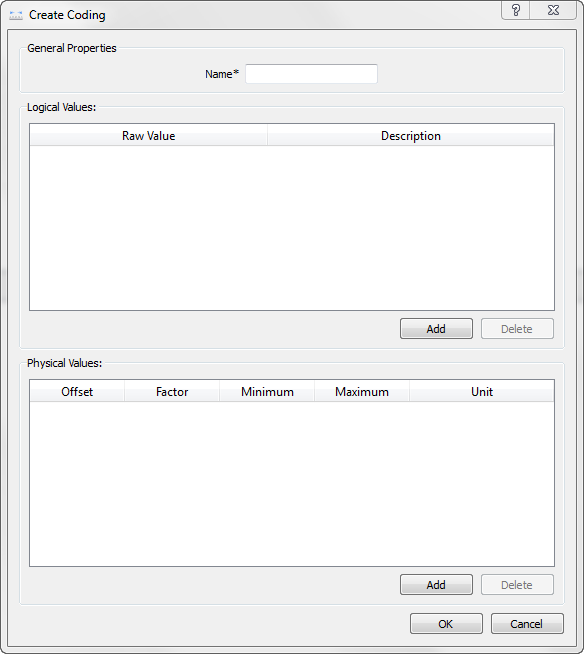 Create Coding ?
General Properties
Name*
Logical Values:
Raw Value Description
Add Delete
Physical Values:
Offset Factor Minimum Maximum Unit
Add Delete
OK Cancel